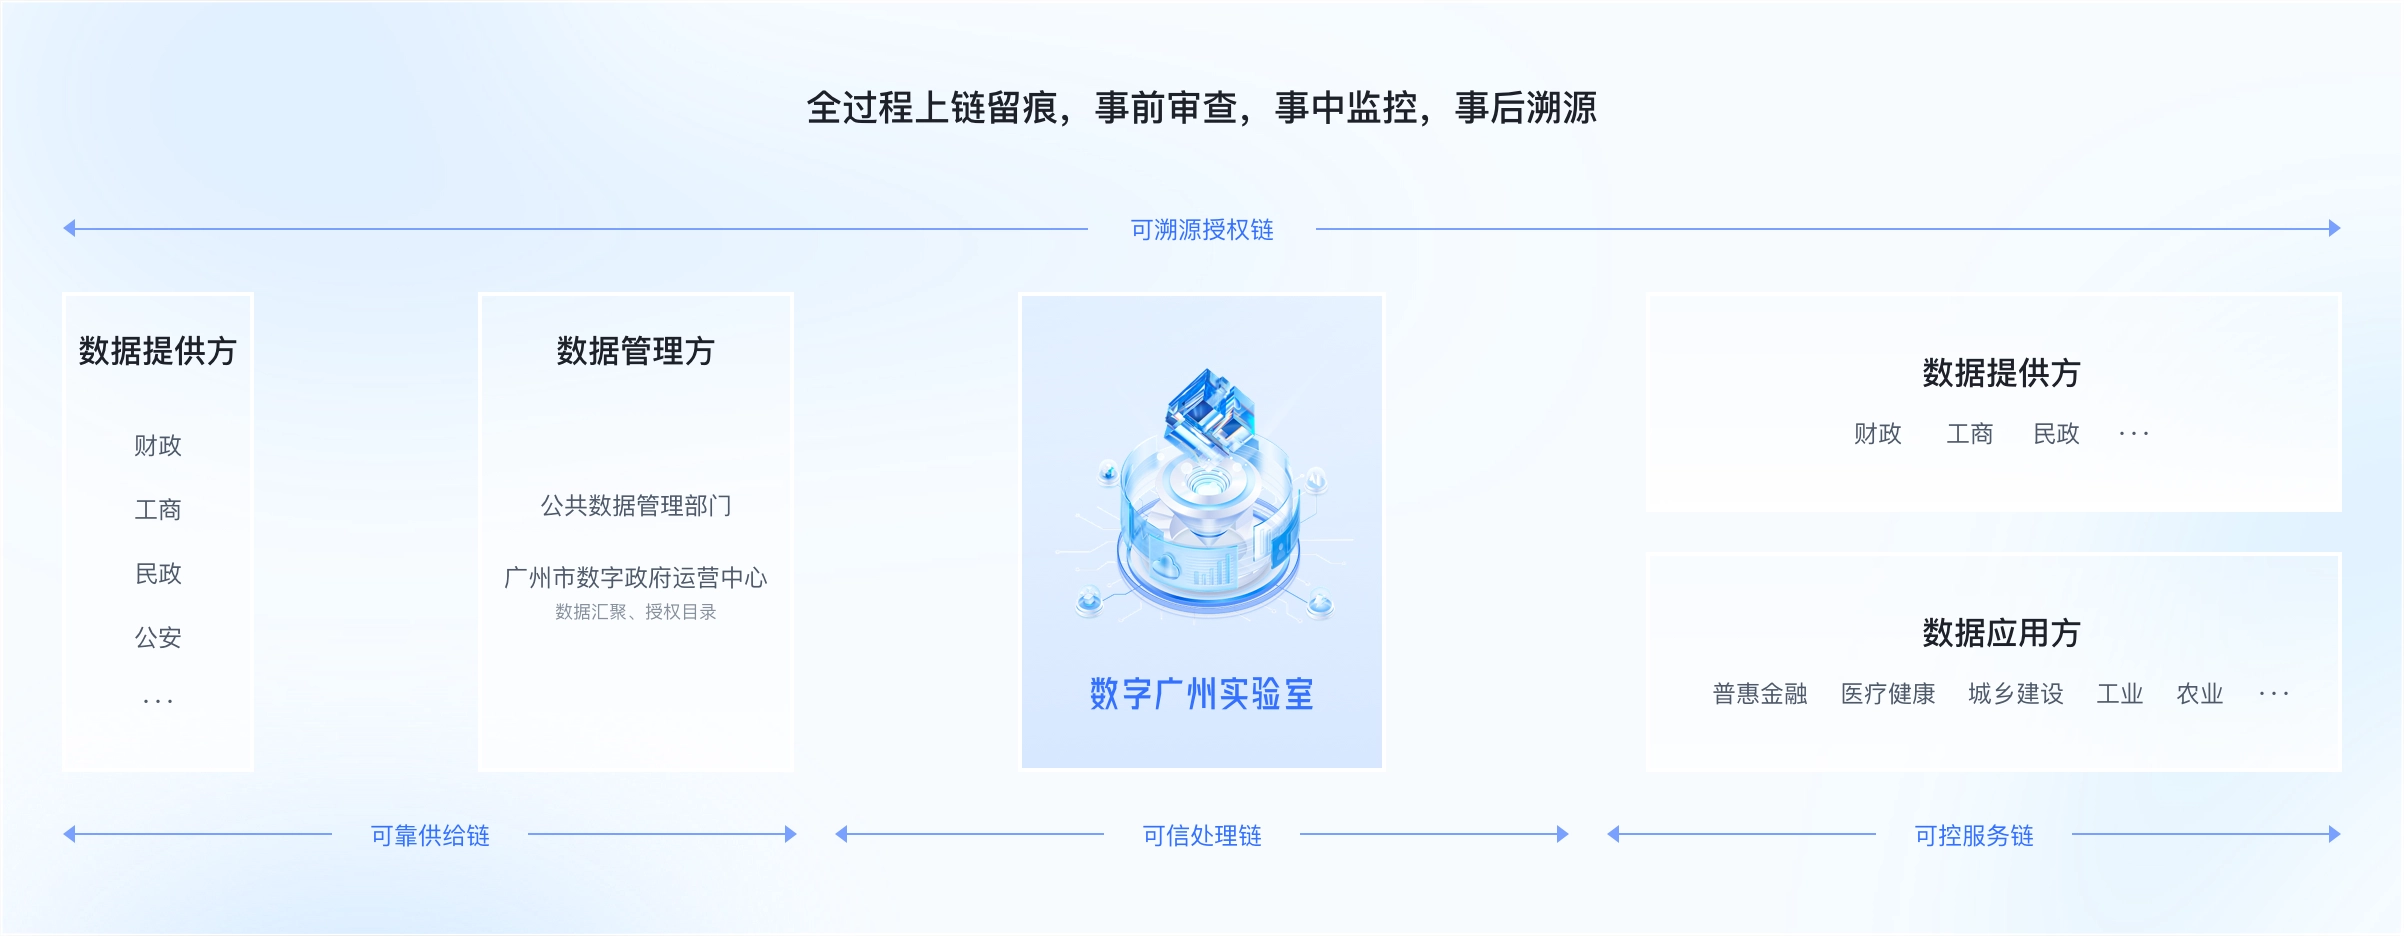 全过程上链留痕，事前审查，事中监控，事后溯源
可溯源授权链
数据提供方
财政
工商
民政
公安
···
数据管理方
公共数据管理部门
广州市数字政府运营中心
数据汇聚、授权目录
数字广州实验室
数据提供方
财政 工商 民政 ···
数据应用方
普惠金融 医疗健康 城乡建设 工业 农业 ···
可靠供给链
可信处理链
可控服务链